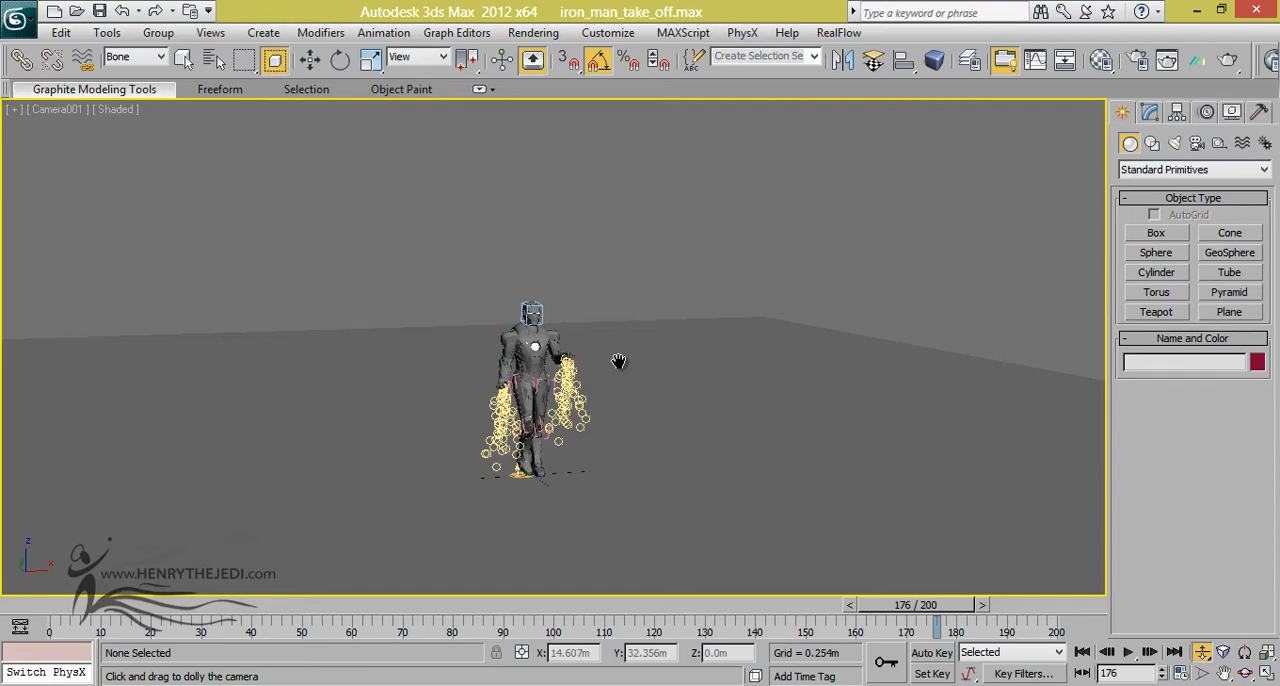 Autodesk 3ds Max 2012 x64 iron_man_take_off.max
Type a keyword or phrase
Edit Tools Group Views Create Modifiers Animation Graph Editors Rendering Customize MAXScript PhysX Help RealFlow
Bone View Create Selection Se
Graphite Modeling Tools Freeform Selection Object Paint
[ + ] [ Camera001 ] [ Shaded ]
Standard Primitives
- Object Type
AutoGrid
Box Cone
Sphere GeoSphere
Cylinder Tube
Torus Pyramid
Teapot Plane
- Name and Color
z
x
www.HENRYTHEJEDI.com
< 176 / 200 >
0 10 20 30 40 50 60 70 80 90 100 110 120 130 140 150 160 170 180 190 200
None Selected X: 14.607m Y: 32.356m Z: 0.0m Grid = 0.254m Auto Key Selected
Switch PhysX Click and drag to dolly the camera Add Time Tag Set Key Key Filters... 176